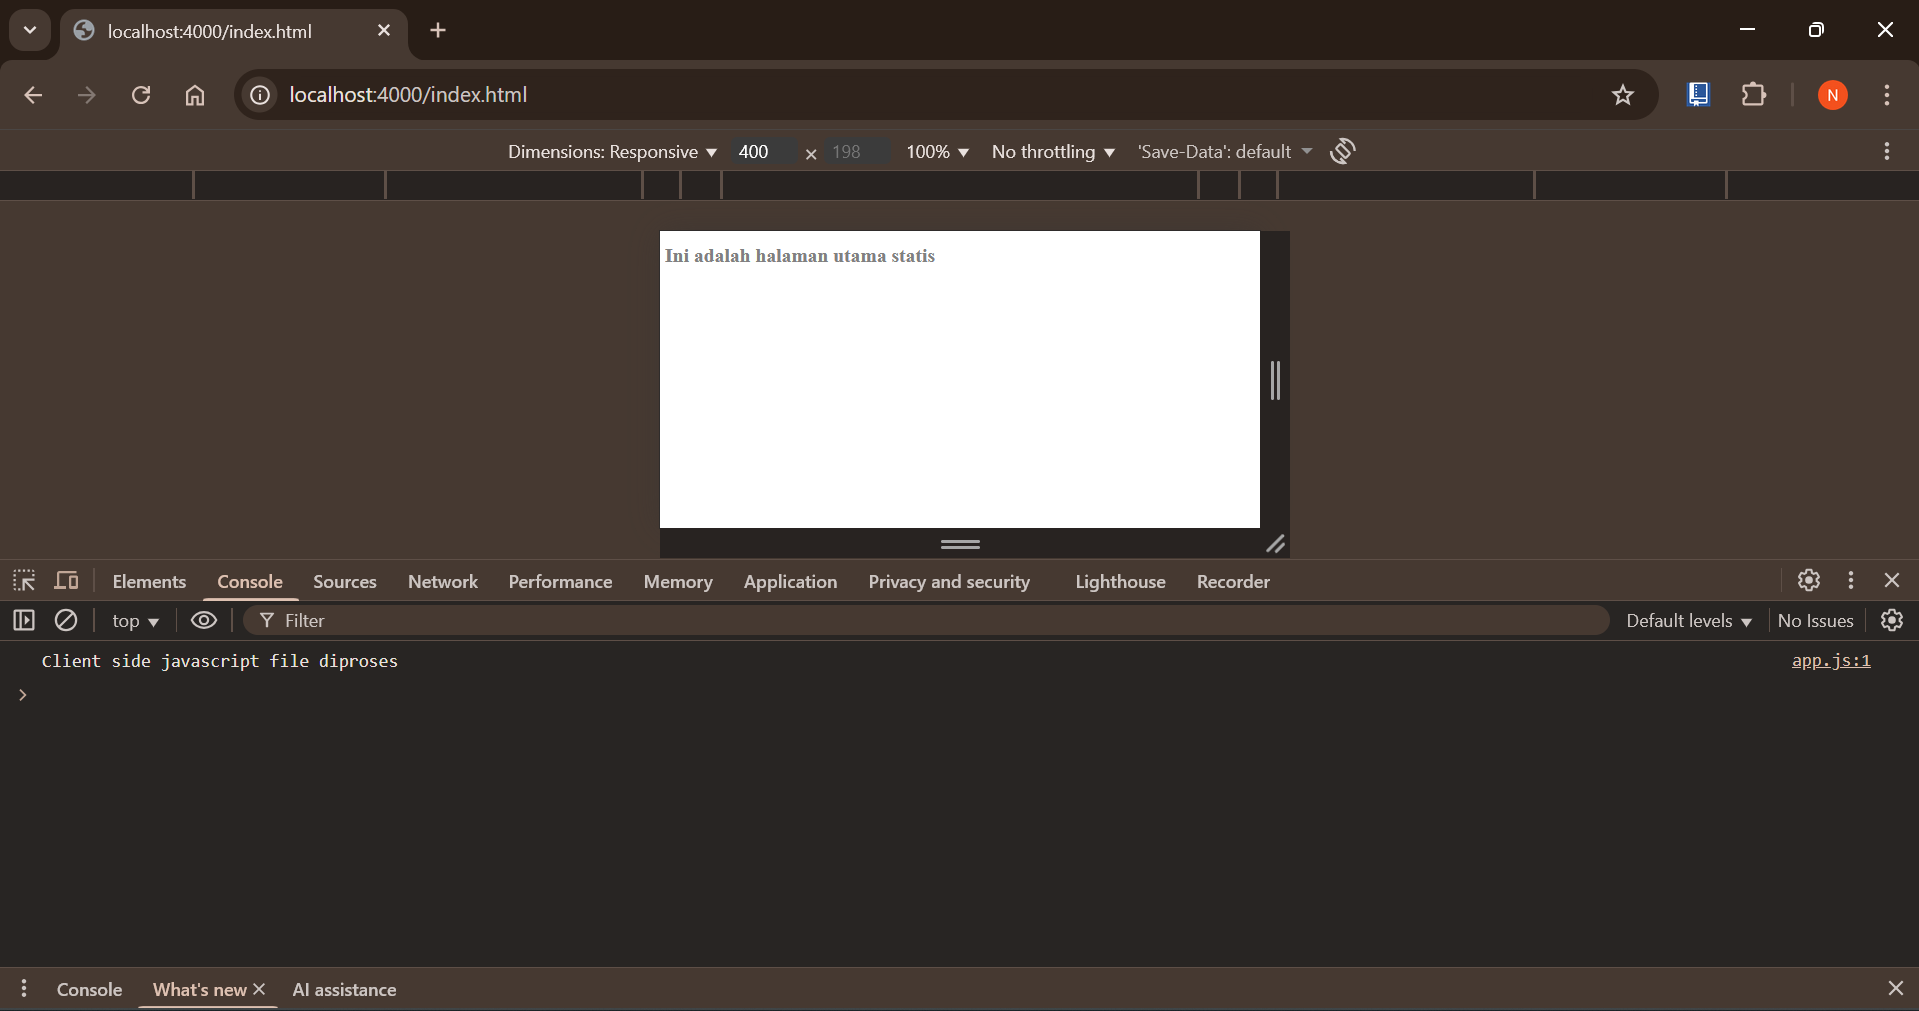 localhost:4000/index.html
localhost:4000/index.html
N
Dimensions: Responsive ▼ 400 × 198 100% ▼ No throttling ▼ 'Save-Data': default
Ini adalah halaman utama statis
Elements Console Sources Network Performance Memory Application Privacy and security Lighthouse Recorder
top ▼ Filter Default levels ▼ No Issues
Client side javascript file diproses app.js:1
Console What's new AI assistance